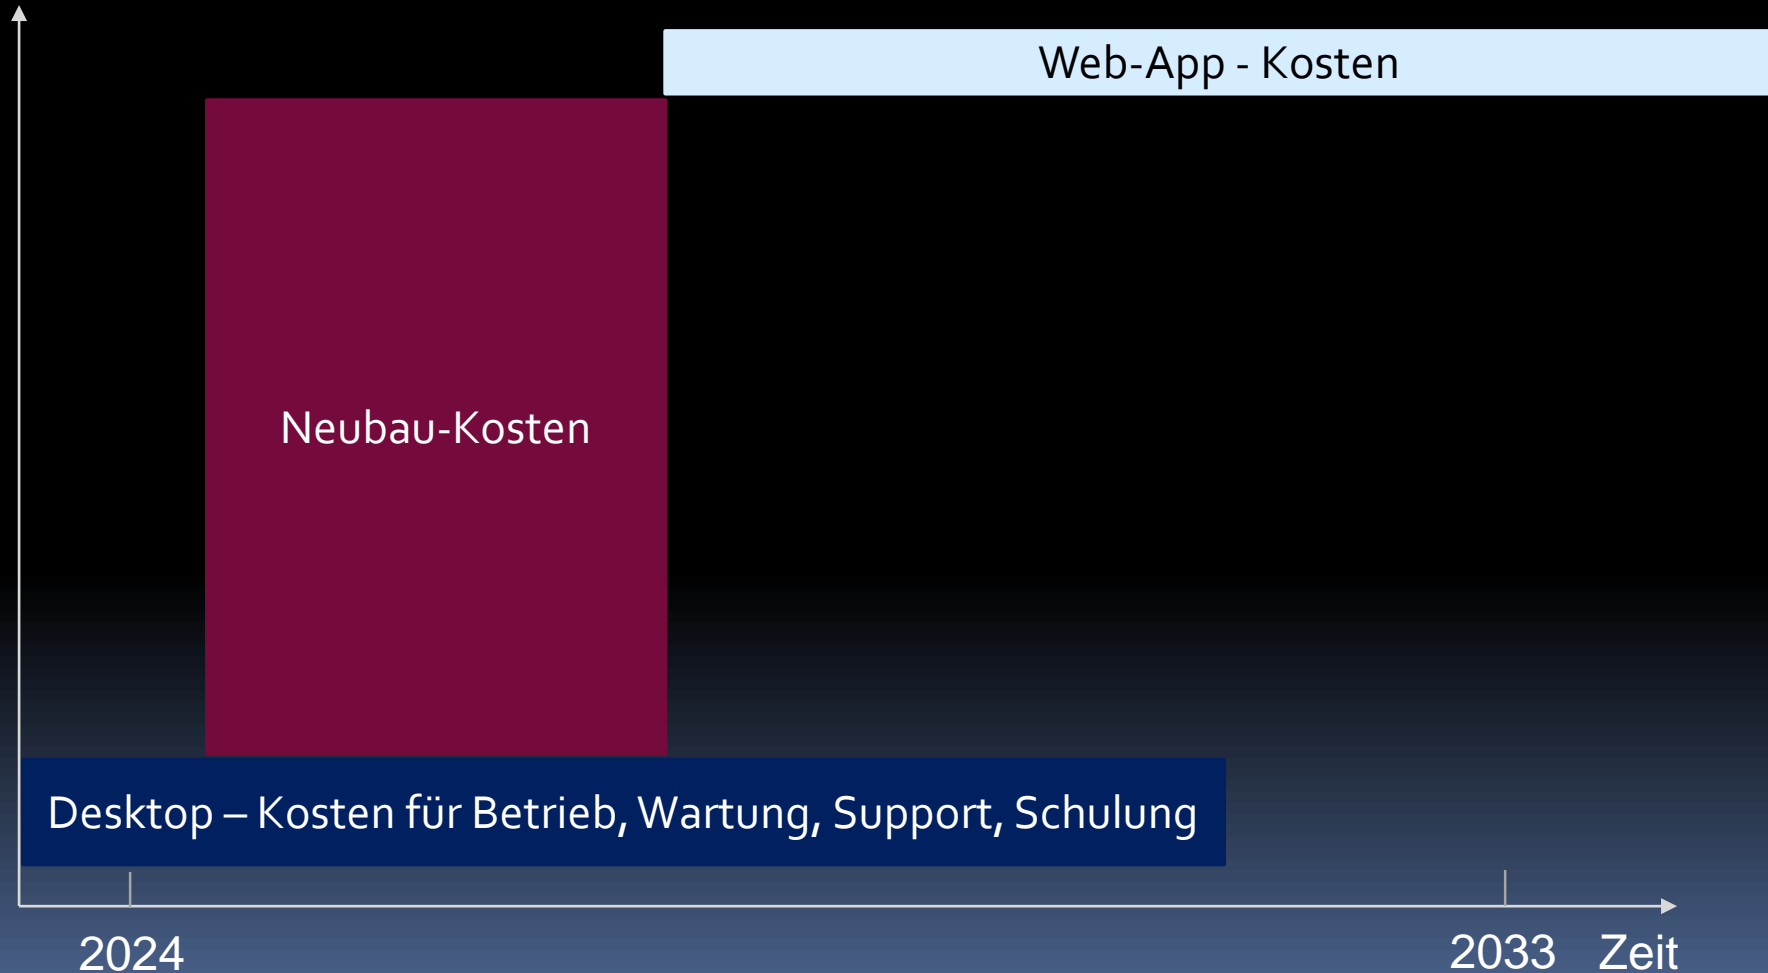 Web-App - Kosten
Neubau-Kosten
Desktop – Kosten für Betrieb, Wartung, Support, Schulung
2024
2033
Zeit